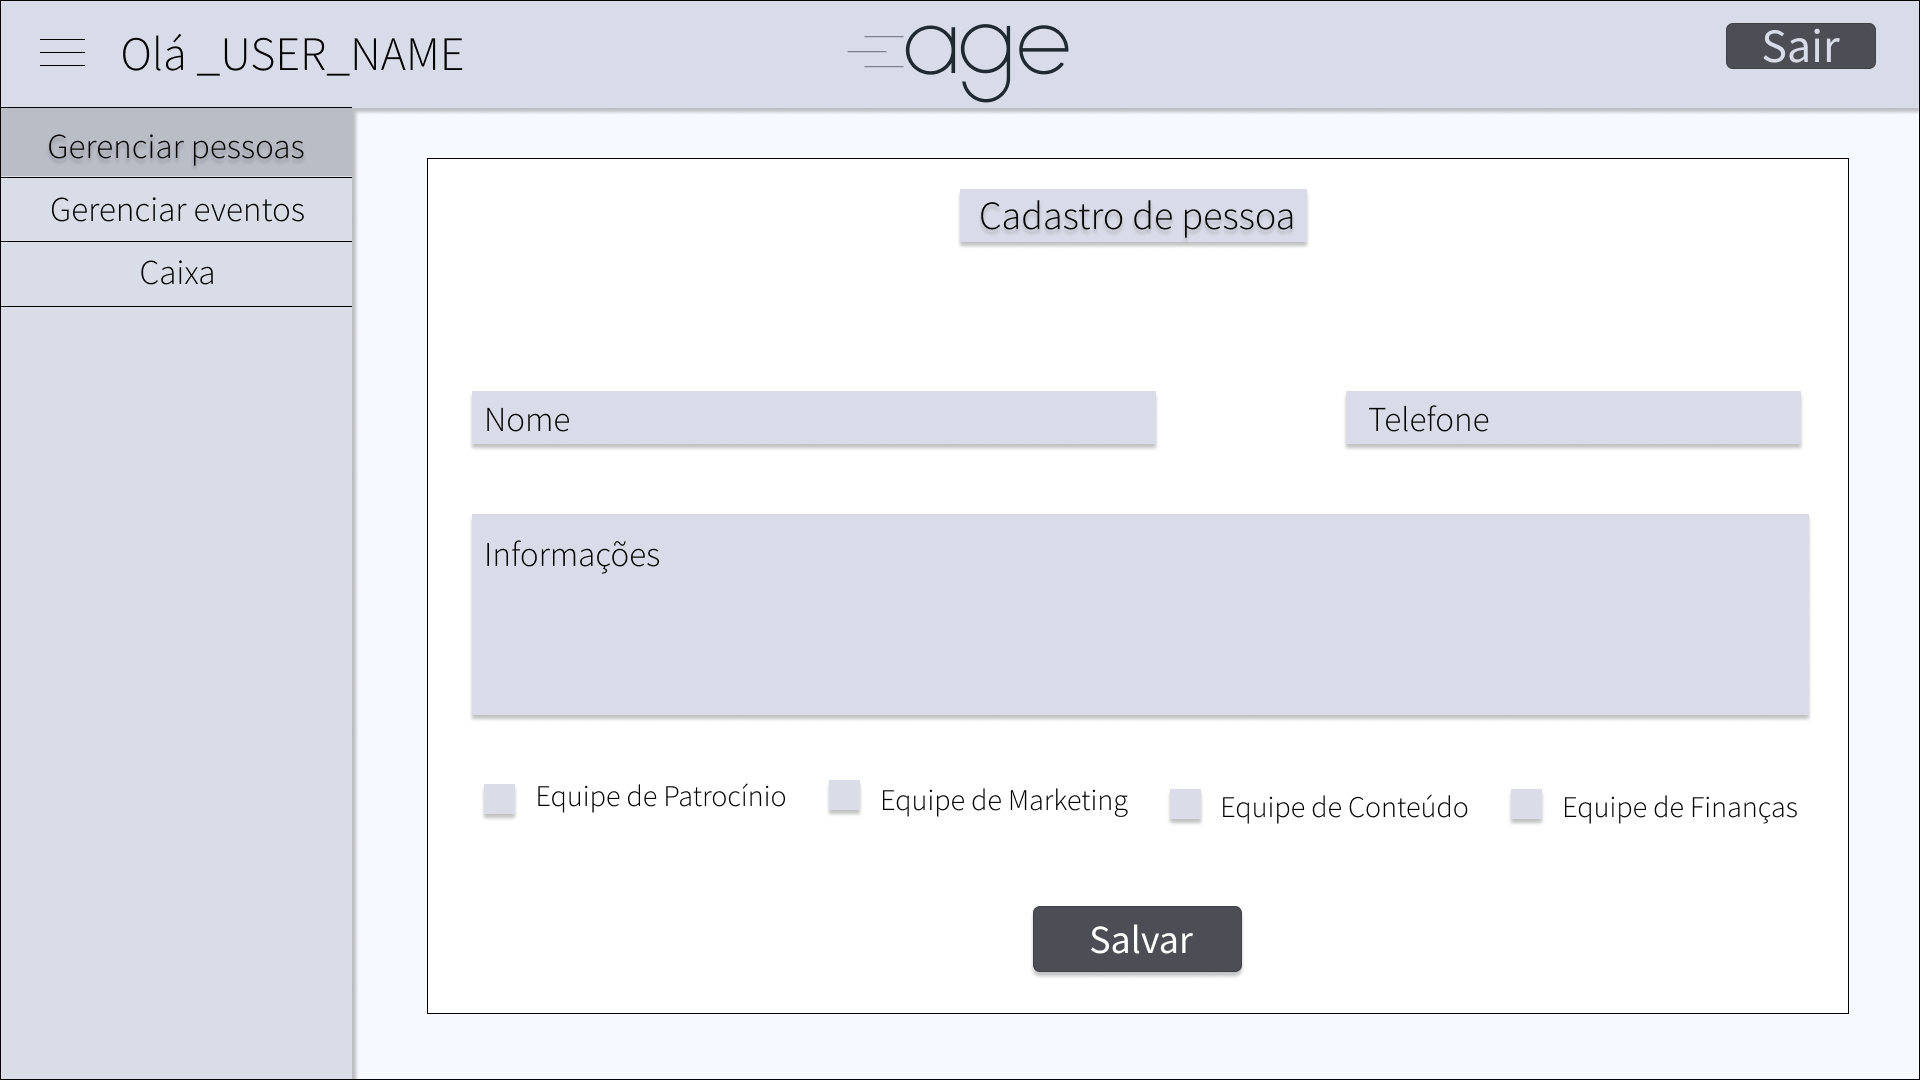 Olá _USER_NAME
age
Sair
Gerenciar pessoas
Gerenciar eventos
Caixa
Cadastro de pessoa
Nome
Telefone
Informações
Equipe de Patrocínio
Equipe de Marketing
Equipe de Conteúdo
Equipe de Finanças
Salvar